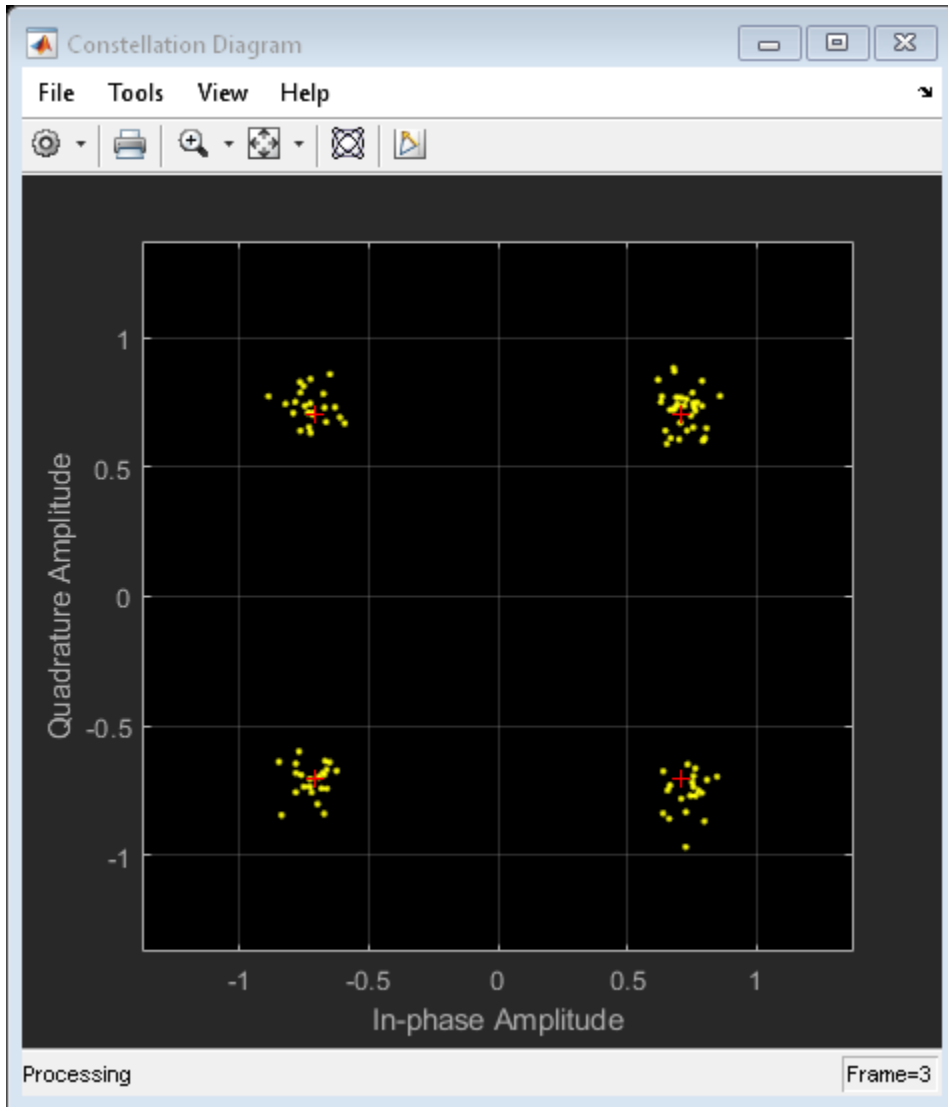 Constellation Diagram
File Tools View Help
1
0.5
0
-0.5
-1
Quadrature Amplitude
-1 -0.5 0 0.5 1
In-phase Amplitude
Processing Frame=3